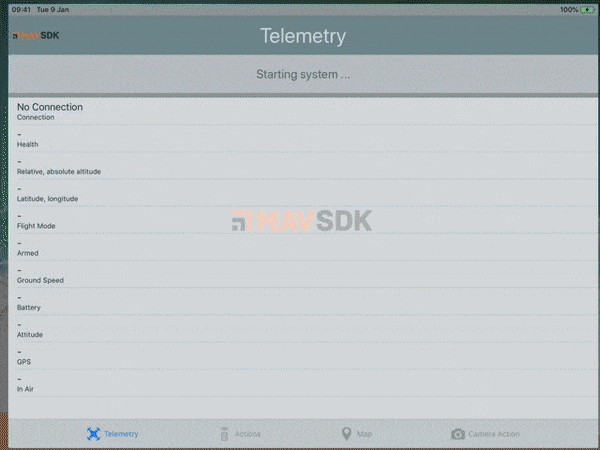 09:41 Tue 9 Jan 100%
MAVSDK Telemetry
Starting system ...
No Connection
Connection
-
Health
-
Relative, absolute altitude
-
Latitude, longitude
-
Flight Mode
MAVSDK
-
Armed
-
Ground Speed
-
Battery
-
Attitude
-
GPS
-
In Air
Telemetry Actions Map Camera Action